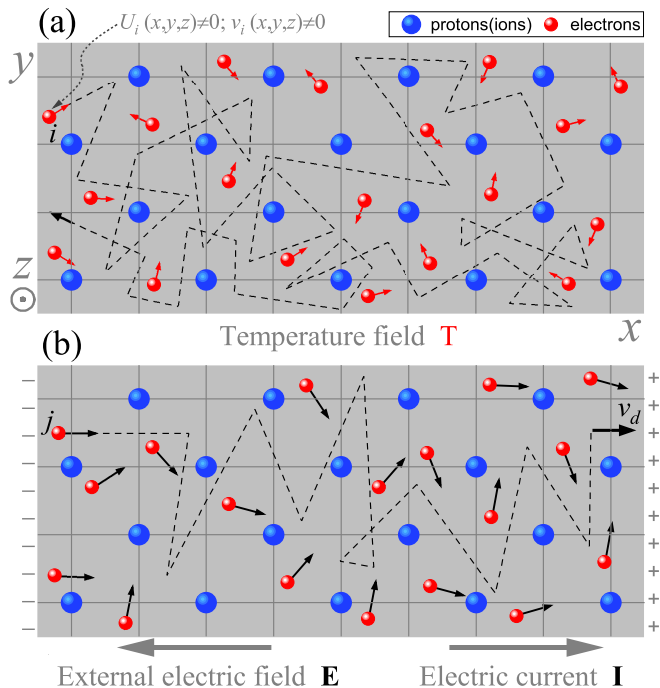 (a)
U_i (x,y,z)≠0; v_i (x,y,z)≠0
protons(ions) electrons
y
i
z
x
Temperature field T
(b)
j
v_d
− − − − − − − − − −
+ + + + + + + + + + +
External electric field E
Electric current I